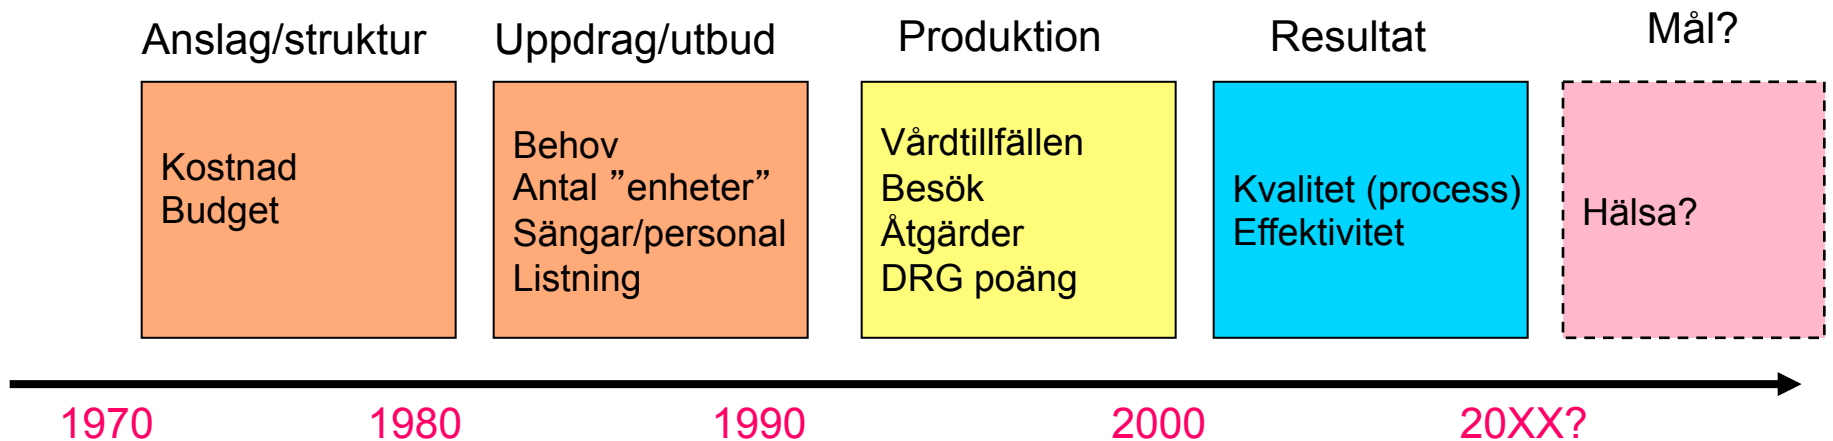 Anslag/struktur
Kostnad
Budget
Uppdrag/utbud
Behov
Antal ”enheter”
Sängar/personal
Listning
Produktion
Vårdtillfällen
Besök
Åtgärder
DRG poäng
Resultat
Kvalitet (process)
Effektivitet
Mål?
Hälsa?
1970
1980
1990
2000
20XX?